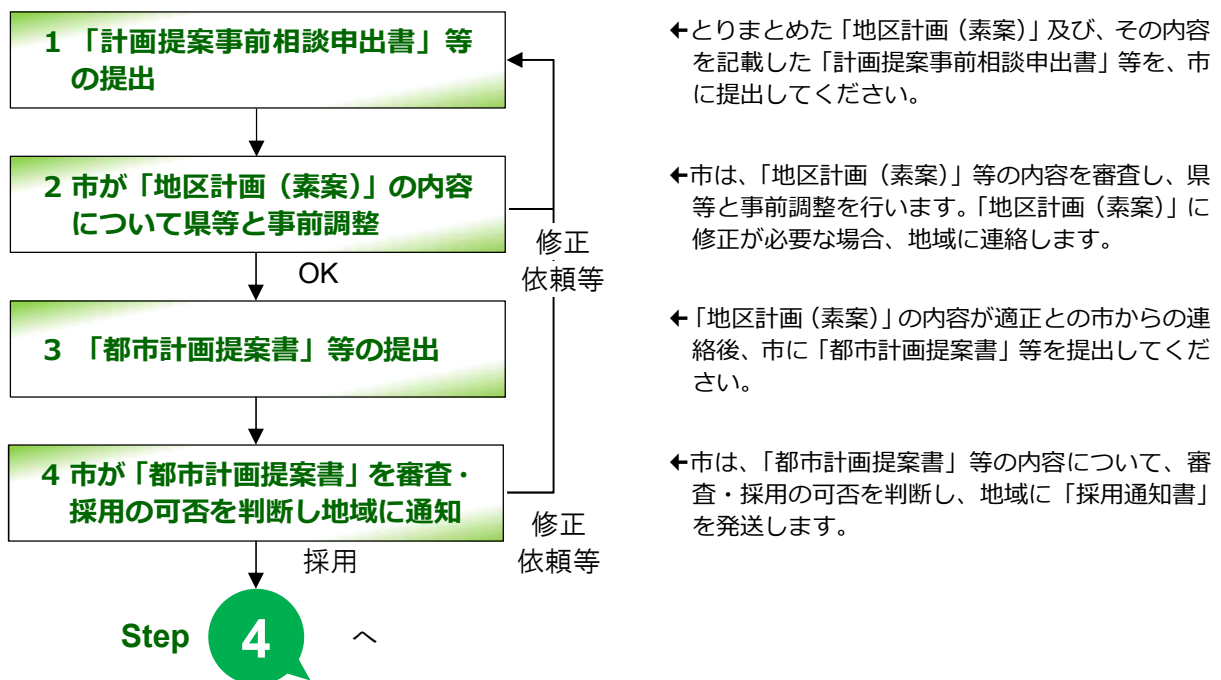 1 「計画提案事前相談申出書」等
の提出
←とりまとめた「地区計画（素案）」及び、その内容
を記載した「計画提案事前相談申出書」等を、市
に提出してください。
2 市が「地区計画（素案）」の内容
について県等と事前調整
←市は、「地区計画（素案）」等の内容を審査し、県
等と事前調整を行います。「地区計画（素案）」に
修正が必要な場合、地域に連絡します。
OK
修正
依頼等
3 「都市計画提案書」等の提出
←「地区計画（素案）」の内容が適正との市からの連
絡後、市に「都市計画提案書」等を提出してくだ
さい。
4 市が「都市計画提案書」を審査・
採用の可否を判断し地域に通知
←市は、「都市計画提案書」等の内容について、審
査・採用の可否を判断し、地域に「採用通知書」
を発送します。
採用
修正
依頼等
Step 4 へ